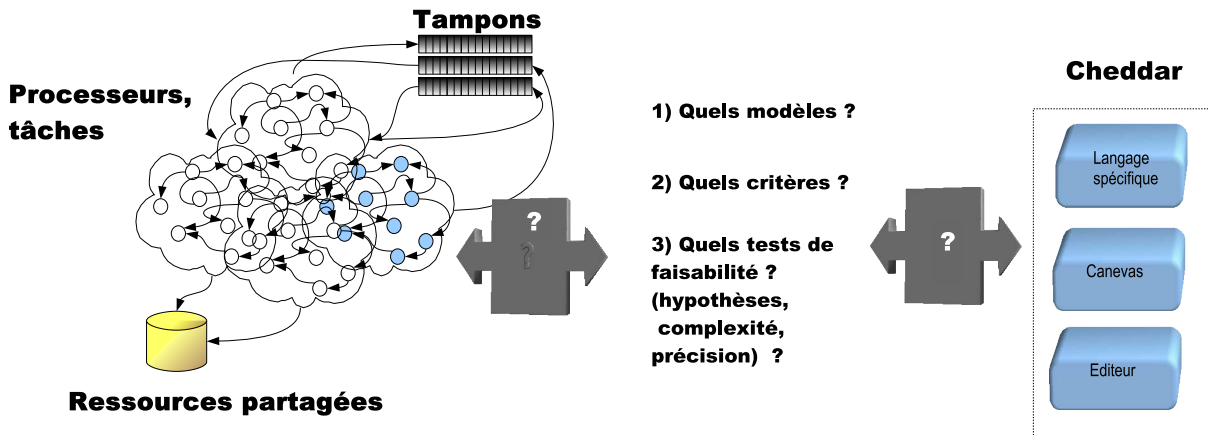 Tampons
Processeurs,
tâches
Ressources partagées
?
?
1) Quels modèles ?
2) Quels critères ?
3) Quels tests de
faisabilité ?
(hypothèses,
complexité,
précision) ?
?
Cheddar
Langage
spécifique
Canevas
Editeur